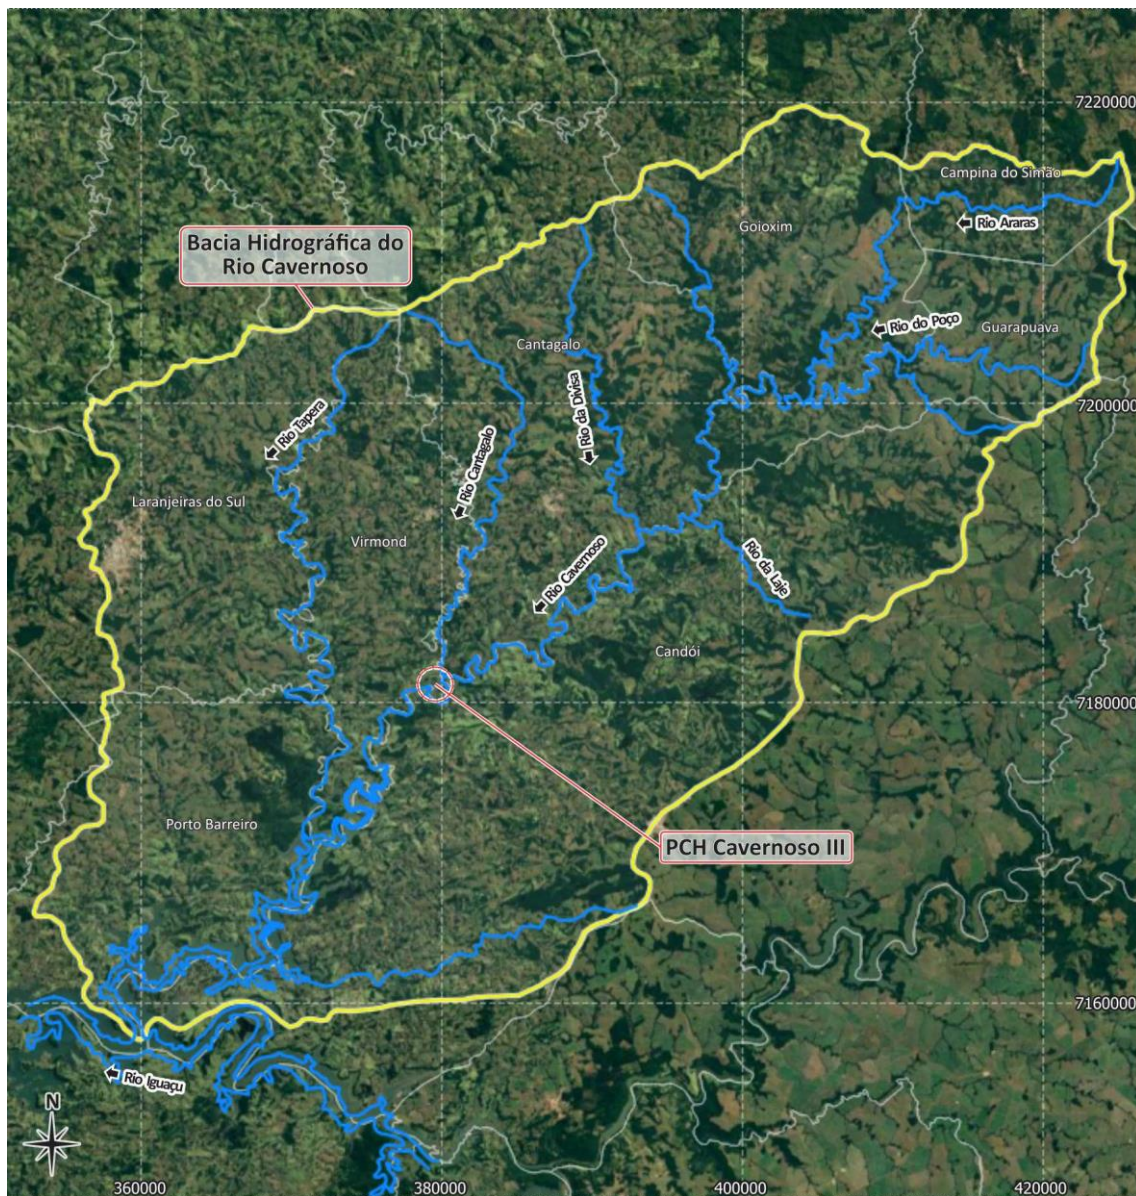 7220000
Campina do Simão
Rio Araras
Goioxim
Bacia Hidrográfica do
Rio Cavernoso
Rio do Poço
Guarapuava
Cantagalo
Rio da Divisa
7200000
Rio Tapera
Rio Cantagalo
Laranjeiras do Sul
Virmond
Rio Cavernoso
Rio da Laje
Candói
7180000
Porto Barreiro
PCH Cavernoso III
7160000
Rio Iguaçu
N
360000
380000
400000
420000